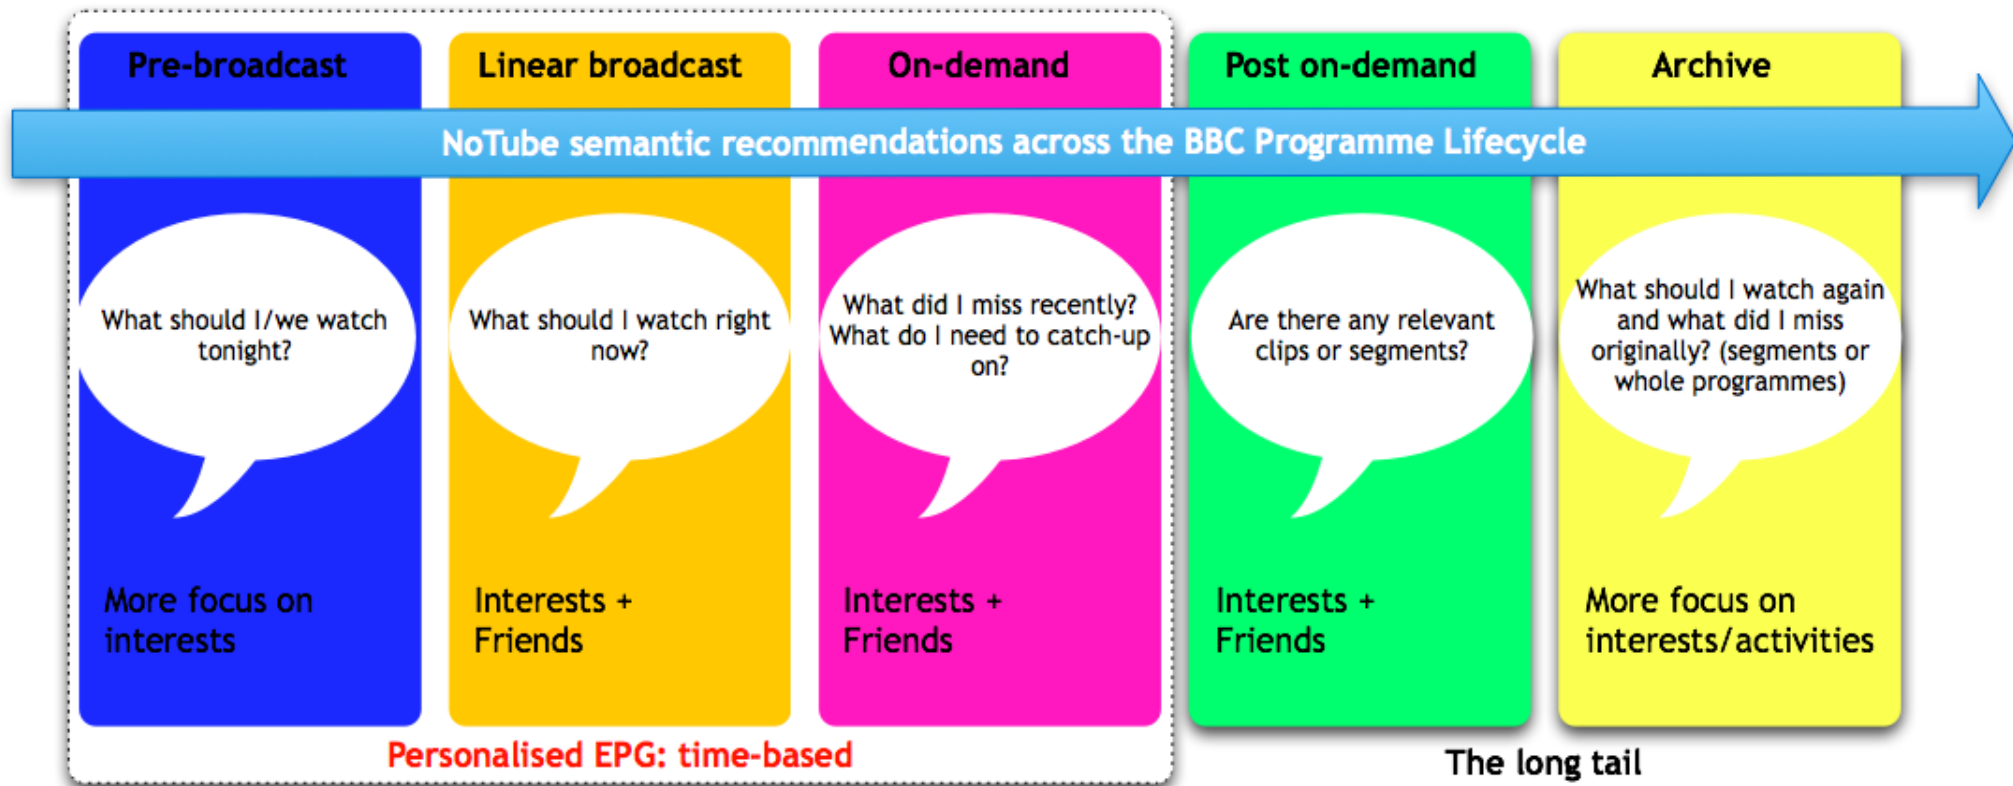 Pre-broadcast
Linear broadcast
On-demand
Post on-demand
Archive
NoTube semantic recommendations across the BBC Programme Lifecycle
What should I/we watch
tonight?
What should I watch right
now?
What did I miss recently?
What do I need to catch-up
on?
Are there any relevant
clips or segments?
What should I watch again
and what did I miss
originally? (segments or
whole programmes)
More focus on
interests
Interests +
Friends
Interests +
Friends
Interests +
Friends
More focus on
interests/activities
Personalised EPG: time-based
The long tail